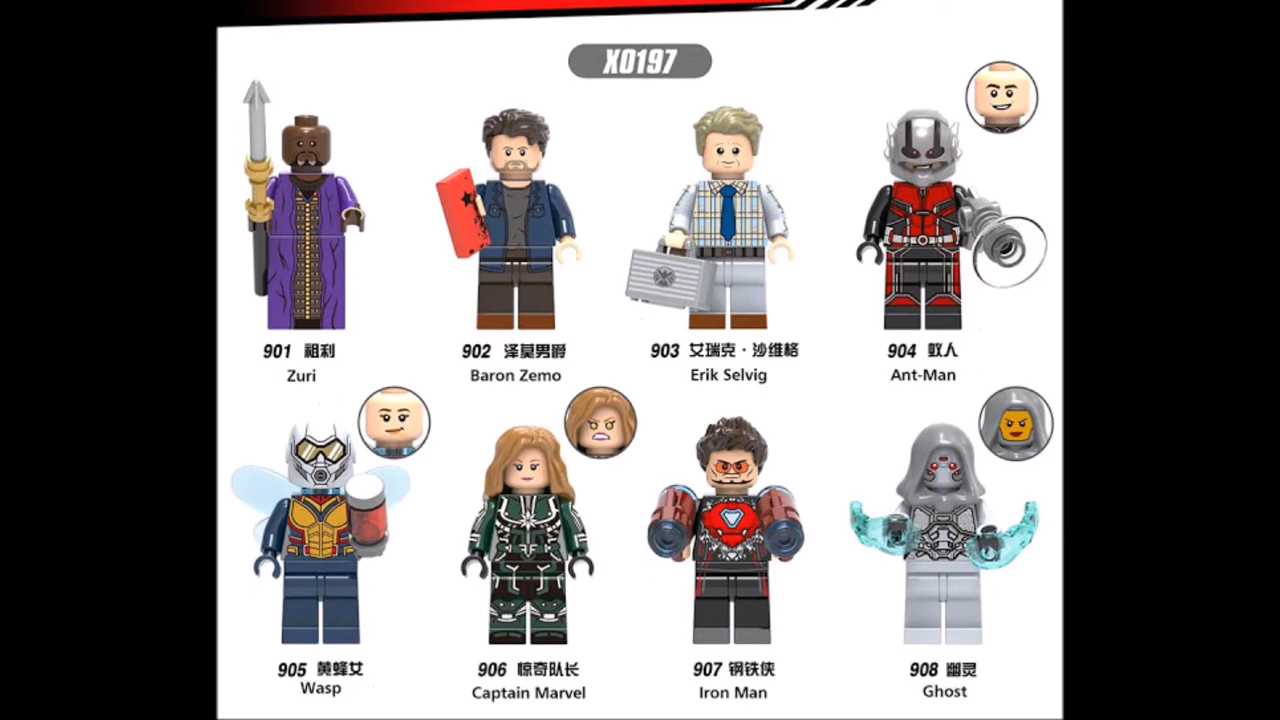 X0197
901 祖利
Zuri
902 泽莫男爵
Baron Zemo
903 艾瑞克·沙维格
Erik Selvig
904 蚁人
Ant-Man
905 黄蜂女
Wasp
906 惊奇队长
Captain Marvel
907 钢铁侠
Iron Man
908 幽灵
Ghost